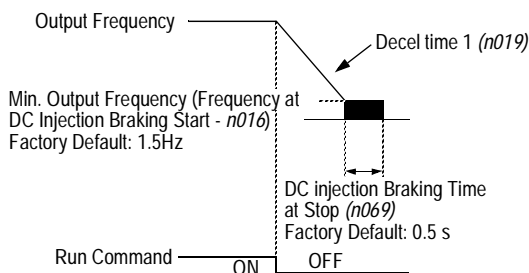 Output Frequency
Decel time 1 (n019)
Min. Output Frequency (Frequency at
DC Injection Braking Start - n016)
Factory Default: 1.5Hz
DC injection Braking Time
at Stop (n069)
Factory Default: 0.5 s
Run Command
ON
OFF